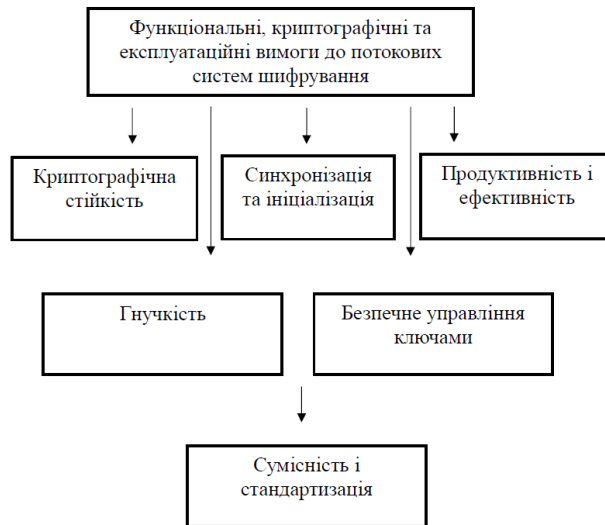 Функціональні, криптографічні та
експлуатаційні вимоги до потокових
систем шифрування
Криптографічна
стійкість
Синхронізація
та ініціалізація
Продуктивність і
ефективність
Гнучкість
Безпечне управління
ключами
Сумісність і
стандартизація